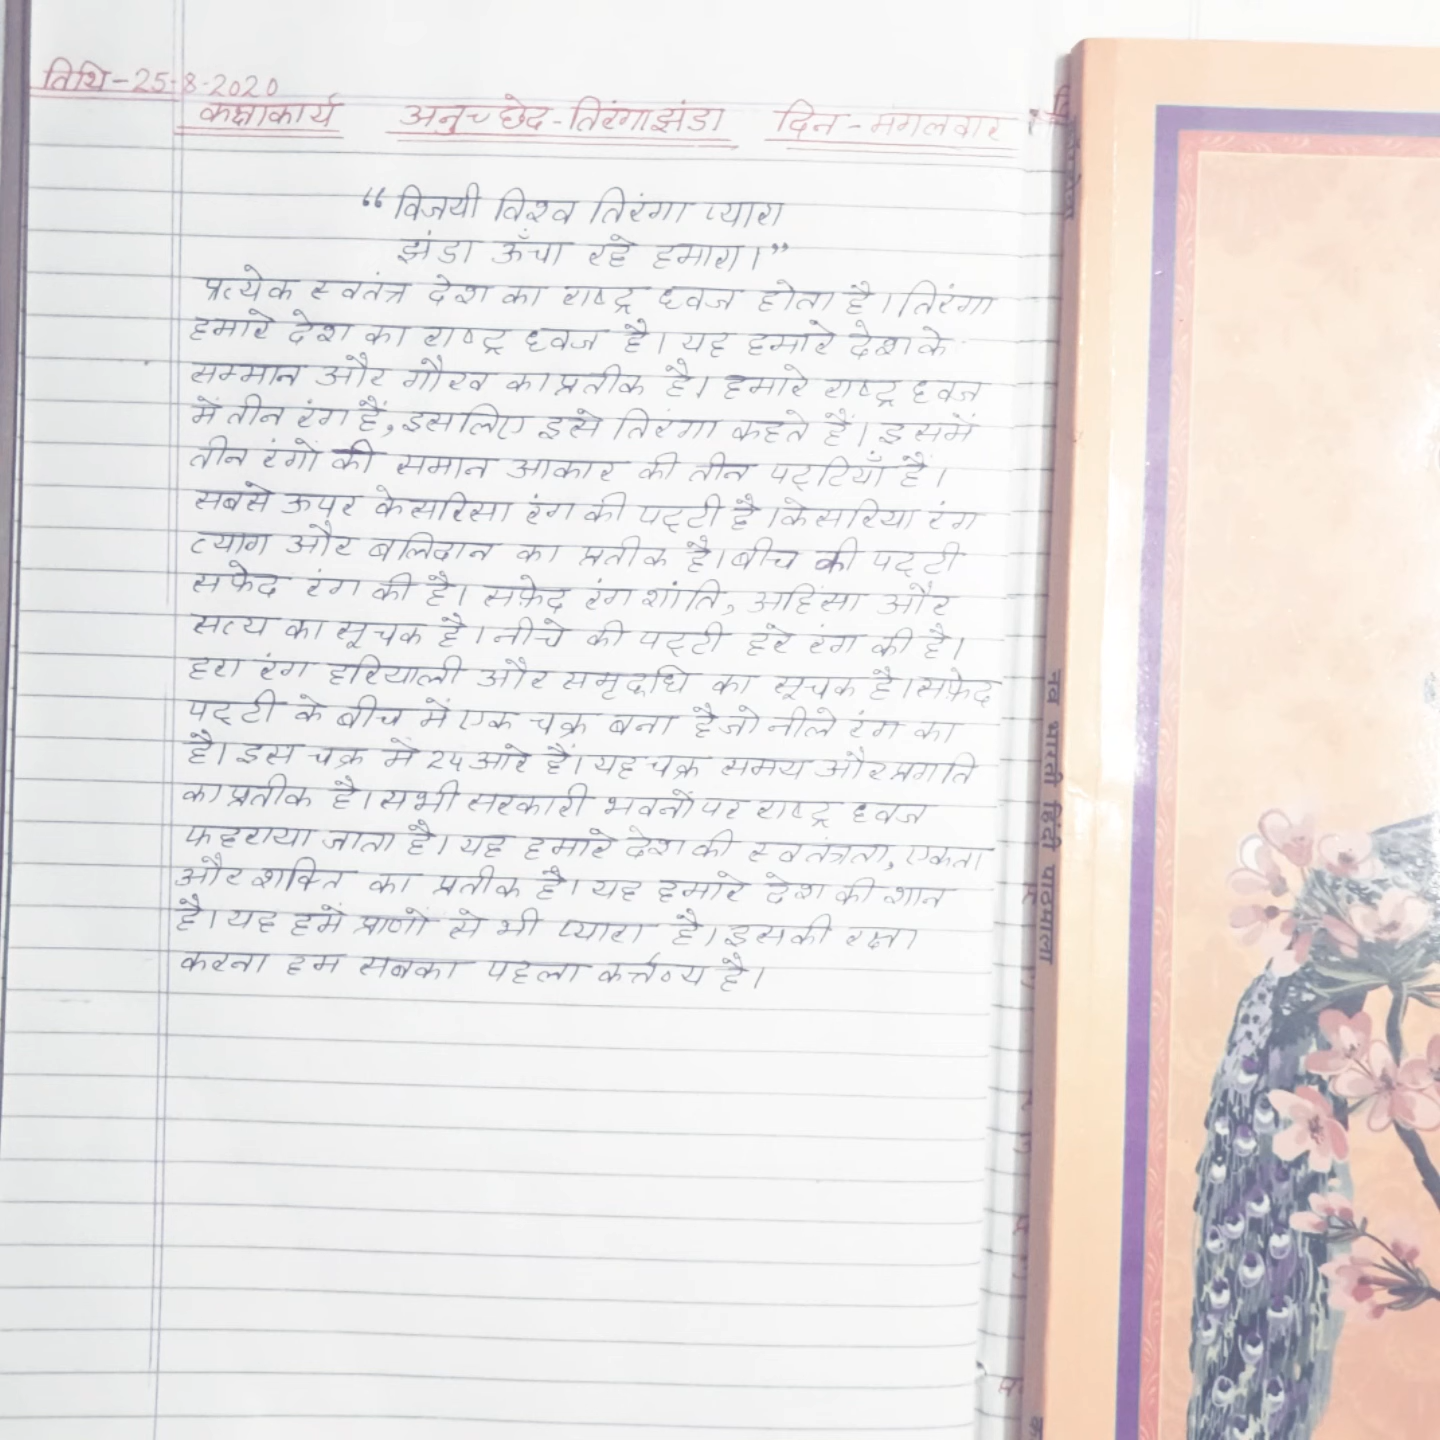 तिथि-25-8-2020
कक्षाकार्य अनुच्छेद-तिरंगा झंडा दिन-मंगलवार
“विजयी विश्व तिरंगा प्यारा
झंडा ऊँचा रहे हमारा।”
प्रत्येक स्वतंत्र देश का राष्ट्र ध्वज होता है। तिरंगा
हमारे देश का राष्ट्र ध्वज है। यह हमारे देश के
सम्मान और गौरव का प्रतीक है। हमारे राष्ट्र ध्वज
में तीन रंग हैं, इसलिए इसे तिरंगा कहते हैं। इसमें
तीन रंगों की समान आकार की तीन पट्टियाँ हैं।
सबसे ऊपर केसरिसा रंग की पट्टी है। केसरिया रंग
त्याग और बलिदान का प्रतीक है। बीच की पट्टी
सफेद रंग की है। सफ़ेद रंग शांति, अहिंसा और
सत्य का सूचक है। नीचे की पट्टी हरे रंग की है।
हरा रंग हरियाली और समृद्धि का सूचक है। सफ़ेद
पट्टी के बीच में एक चक्र बना है जो नीले रंग का
है। इस चक्र में 24 आरे हैं। यह चक्र समय और प्रगति
का प्रतीक है। सभी सरकारी भवनों पर राष्ट्र ध्वज
फहराया जाता है। यह हमारे देश की स्वतंत्रता, एकता
और शक्ति का प्रतीक है। यह हमारे देश की शान
है। यह हमें प्राणों से भी प्यारा है। इसकी रक्षा
करना हम सबका पहला कर्त्तव्य है।
नव भारती हिंदी पाठमाला